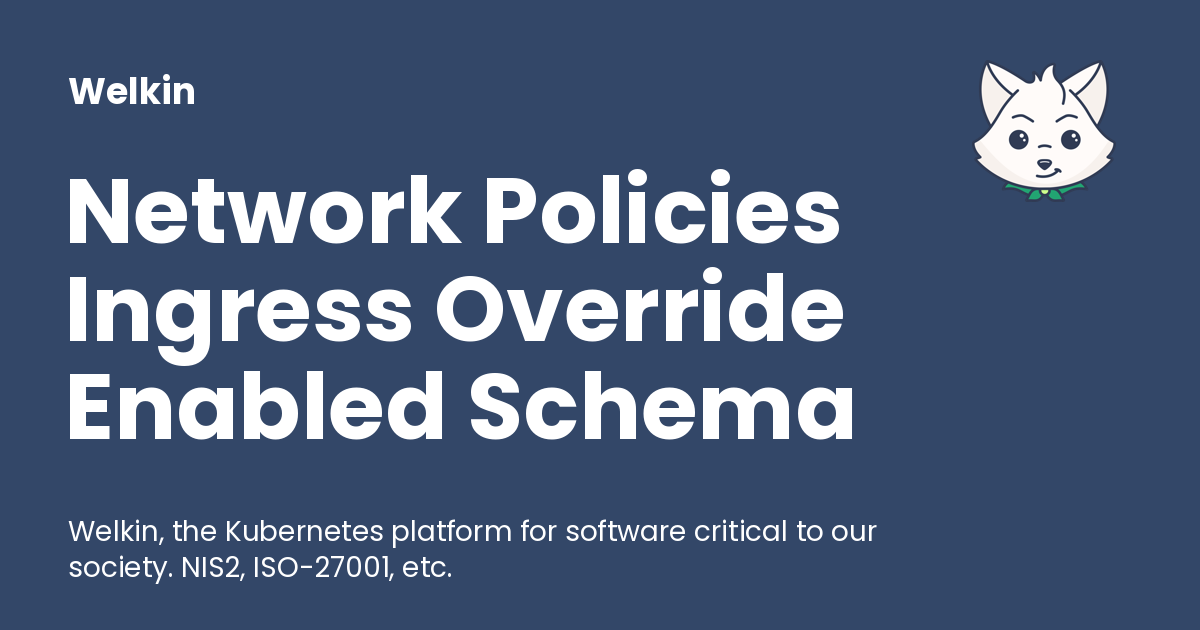 Welkin
Network Policies
Ingress Override
Enabled Schema
Welkin, the Kubernetes platform for software critical to our
society. NIS2, ISO-27001, etc.